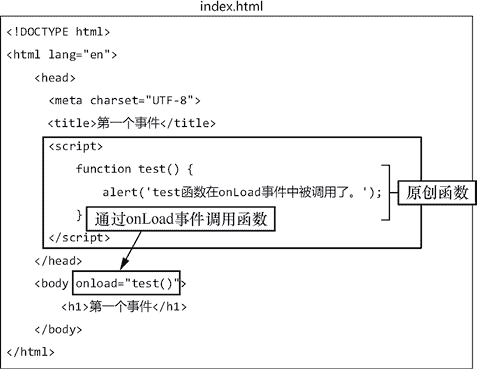 index.html
<!DOCTYPE html>
<html lang="en">
<head>
<meta charset="UTF-8">
<title>第一个事件</title>
<script>
function test() {
alert('test函数在onLoad事件中被调用了。');
原创函数
}
通过onLoad事件调用函数
</script>
</head>
<body onload="test()">
<h1>第一个事件</h1>
</body>
</html>